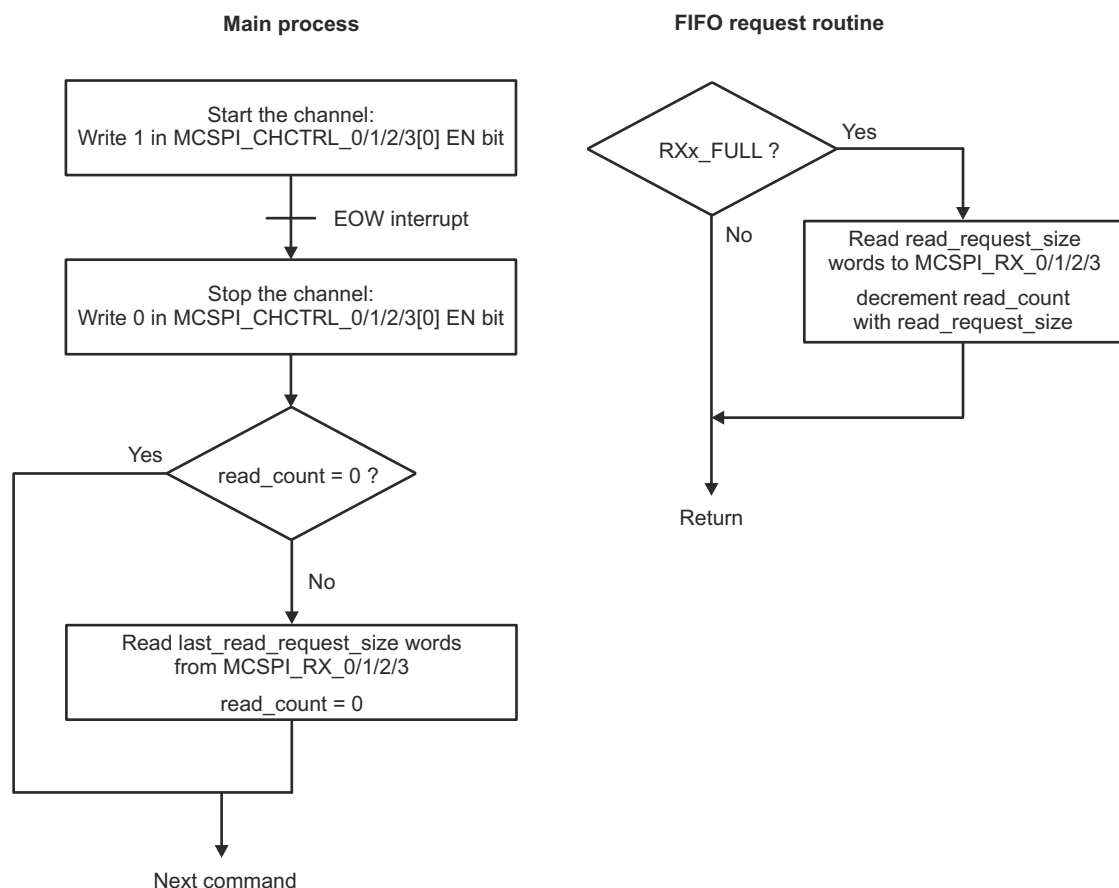 Main process
Start the channel:
Write 1 in MCSPI_CHCTRL_0/1/2/3[0] EN bit
EOW interrupt
Stop the channel:
Write 0 in MCSPI_CHCTRL_0/1/2/3[0] EN bit
Yes
read_count = 0 ?
No
Read last_read_request_size words
from MCSPI_RX_0/1/2/3
read_count = 0
Next command
FIFO request routine
RXx_FULL ?
Yes
No
Read read_request_size
words to MCSPI_RX_0/1/2/3
decrement read_count
with read_request_size
Return